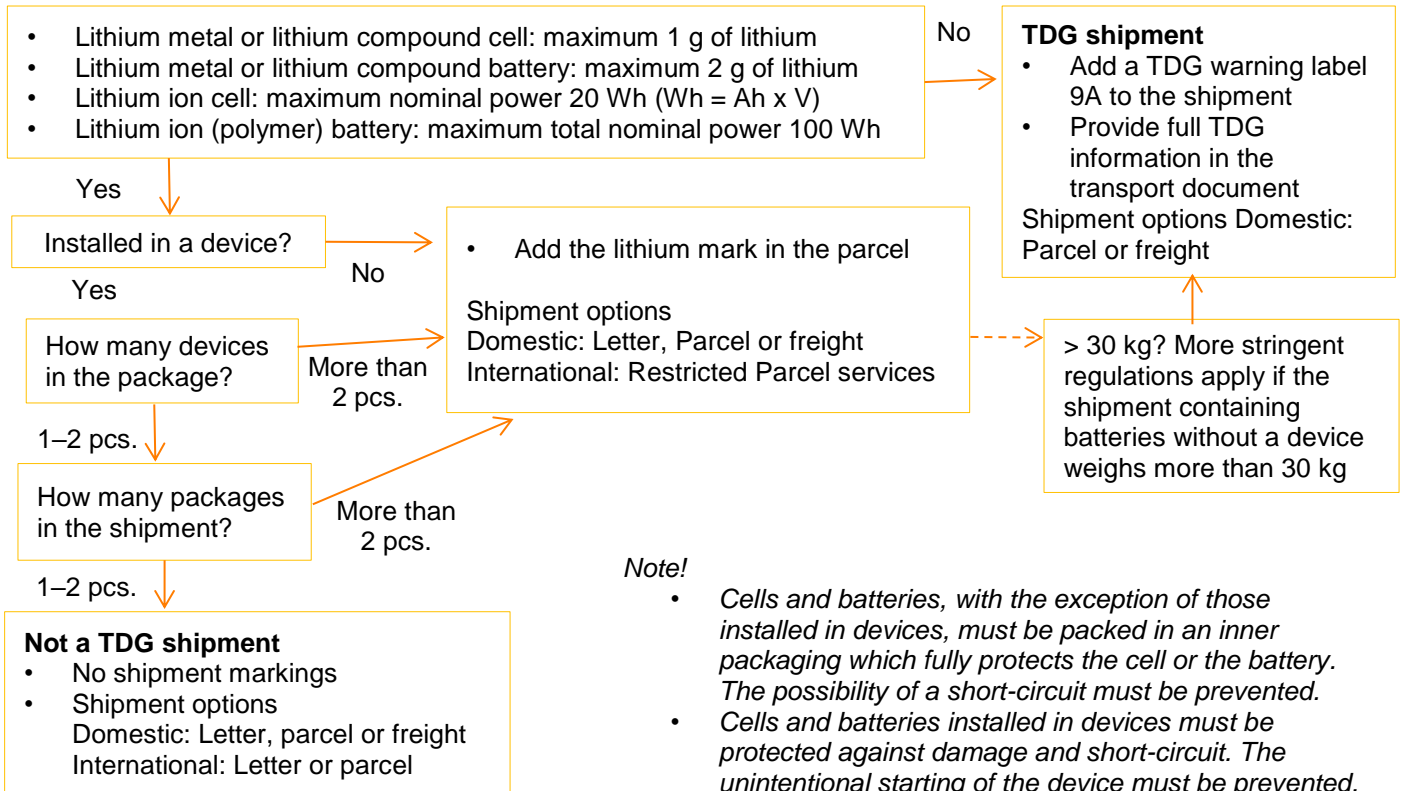 • Lithium metal or lithium compound cell: maximum 1 g of lithium
• Lithium metal or lithium compound battery: maximum 2 g of lithium
• Lithium ion cell: maximum nominal power 20 Wh (Wh = Ah x V)
• Lithium ion (polymer) battery: maximum total nominal power 100 Wh
No
TDG shipment
• Add a TDG warning label
9A to the shipment
• Provide full TDG
information in the
transport document
Shipment options Domestic:
Parcel or freight
Yes
Installed in a device?
No
Yes
• Add the lithium mark in the parcel
Shipment options
Domestic: Letter, Parcel or freight
International: Restricted Parcel services
> 30 kg? More stringent
regulations apply if the
shipment containing
batteries without a device
weighs more than 30 kg
How many devices
in the package?
More than
2 pcs.
1–2 pcs.
How many packages
in the shipment?
More than
2 pcs.
1–2 pcs.
Not a TDG shipment
• No shipment markings
• Shipment options
Domestic: Letter, parcel or freight
International: Letter or parcel
Note!
• Cells and batteries, with the exception of those
installed in devices, must be packed in an inner
packaging which fully protects the cell or the battery.
The possibility of a short-circuit must be prevented.
• Cells and batteries installed in devices must be
protected against damage and short-circuit. The
unintentional starting of the device must be prevented.